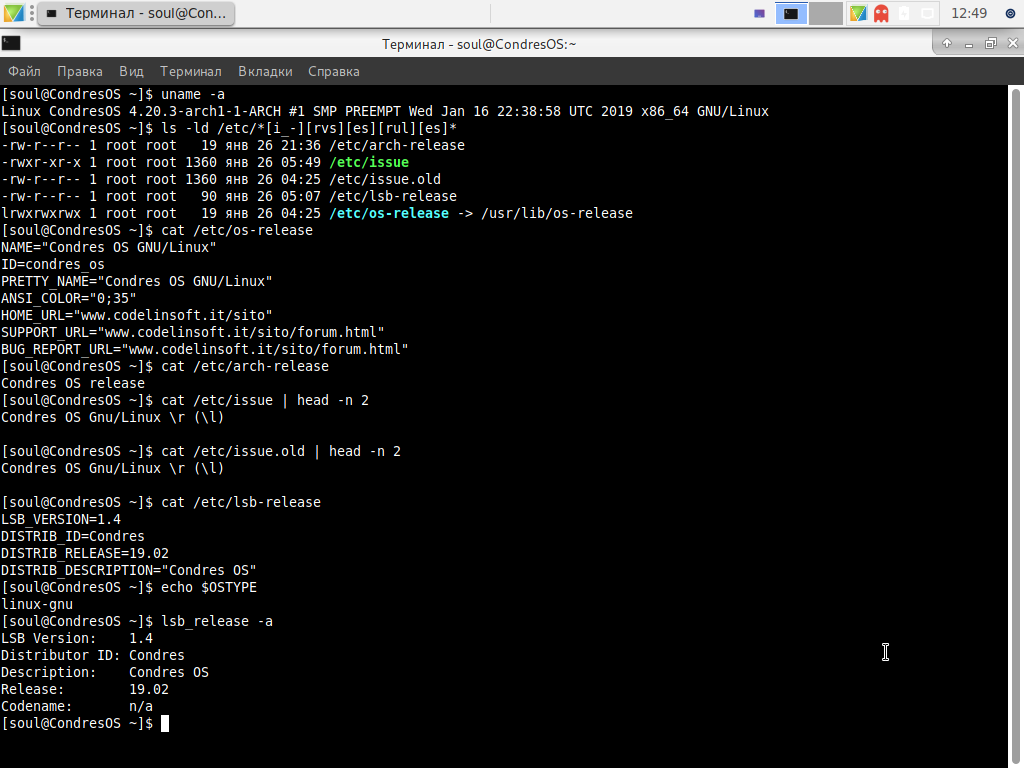 Терминал - soul@Con...
12:49
Терминал - soul@CondresOS:~
Файл Правка Вид Терминал Вкладки Справка
[soul@CondresOS ~]$ uname -a
Linux CondresOS 4.20.3-arch1-1-ARCH #1 SMP PREEMPT Wed Jan 16 22:38:58 UTC 2019 x86_64 GNU/Linux
[soul@CondresOS ~]$ ls -ld /etc/*[i_-][rvs][es][rul][es]*
-rw-r--r-- 1 root root   19 янв 26 21:36 /etc/arch-release
-rwxr-xr-x 1 root root 1360 янв 26 05:49 /etc/issue
-rw-r--r-- 1 root root 1360 янв 26 04:25 /etc/issue.old
-rw-r--r-- 1 root root   90 янв 26 05:07 /etc/lsb-release
lrwxrwxrwx 1 root root   19 янв 26 04:25 /etc/os-release -> /usr/lib/os-release
[soul@CondresOS ~]$ cat /etc/os-release
NAME="Condres OS GNU/Linux"
ID=condres_os
PRETTY_NAME="Condres OS GNU/Linux"
ANSI_COLOR="0;35"
HOME_URL="www.codelinsoft.it/sito"
SUPPORT_URL="www.codelinsoft.it/sito/forum.html"
BUG_REPORT_URL="www.codelinsoft.it/sito/forum.html"
[soul@CondresOS ~]$ cat /etc/arch-release
Condres OS release
[soul@CondresOS ~]$ cat /etc/issue | head -n 2
Condres OS Gnu/Linux \r (\l)

[soul@CondresOS ~]$ cat /etc/issue.old | head -n 2
Condres OS Gnu/Linux \r (\l)

[soul@CondresOS ~]$ cat /etc/lsb-release
LSB_VERSION=1.4
DISTRIB_ID=Condres
DISTRIB_RELEASE=19.02
DISTRIB_DESCRIPTION="Condres OS"
[soul@CondresOS ~]$ echo $OSTYPE
linux-gnu
[soul@CondresOS ~]$ lsb_release -a
LSB Version:    1.4
Distributor ID: Condres
Description:    Condres OS
Release:        19.02
Codename:       n/a
[soul@CondresOS ~]$